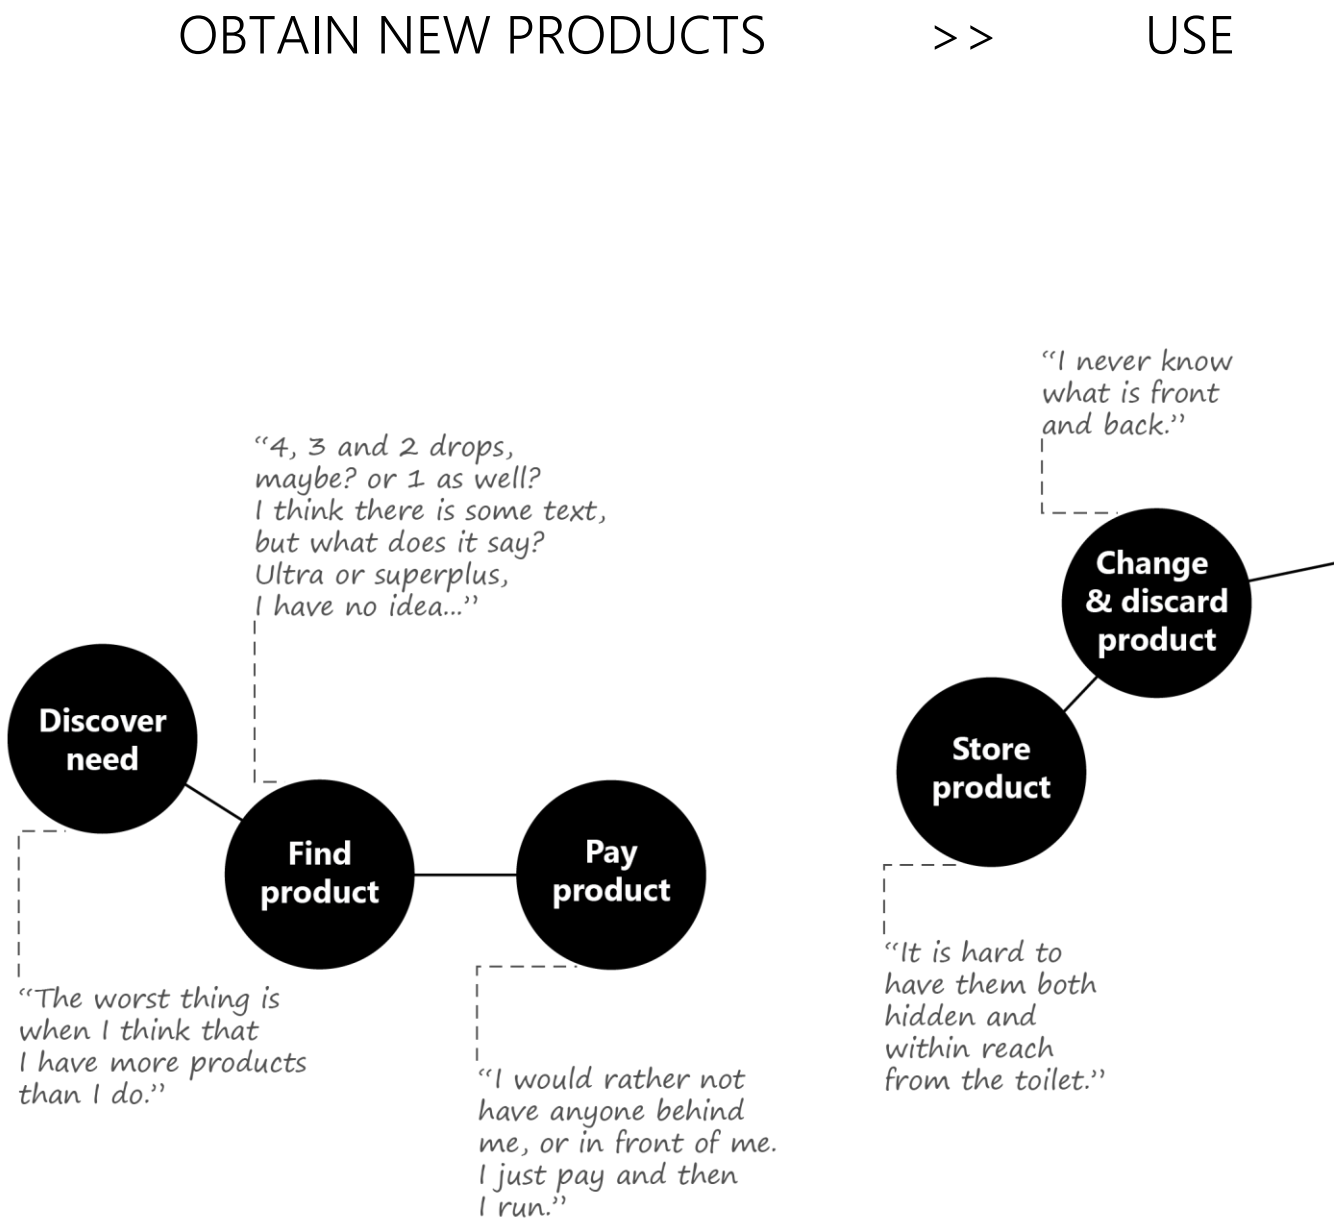 OBTAIN NEW PRODUCTS >> USE
“I never know
what is front
and back.”
“4, 3 and 2 drops,
maybe? or 1 as well?
I think there is some text,
but what does it say?
Ultra or superplus,
I have no idea...”
Change
& discard
product
Discover
need
Store
product
Find
product
Pay
product
“The worst thing is
when I think that
I have more products
than I do.”
“It is hard to
have them both
hidden and
within reach
from the toilet.”
“I would rather not
have anyone behind
me, or in front of me.
I just pay and then
I run.”